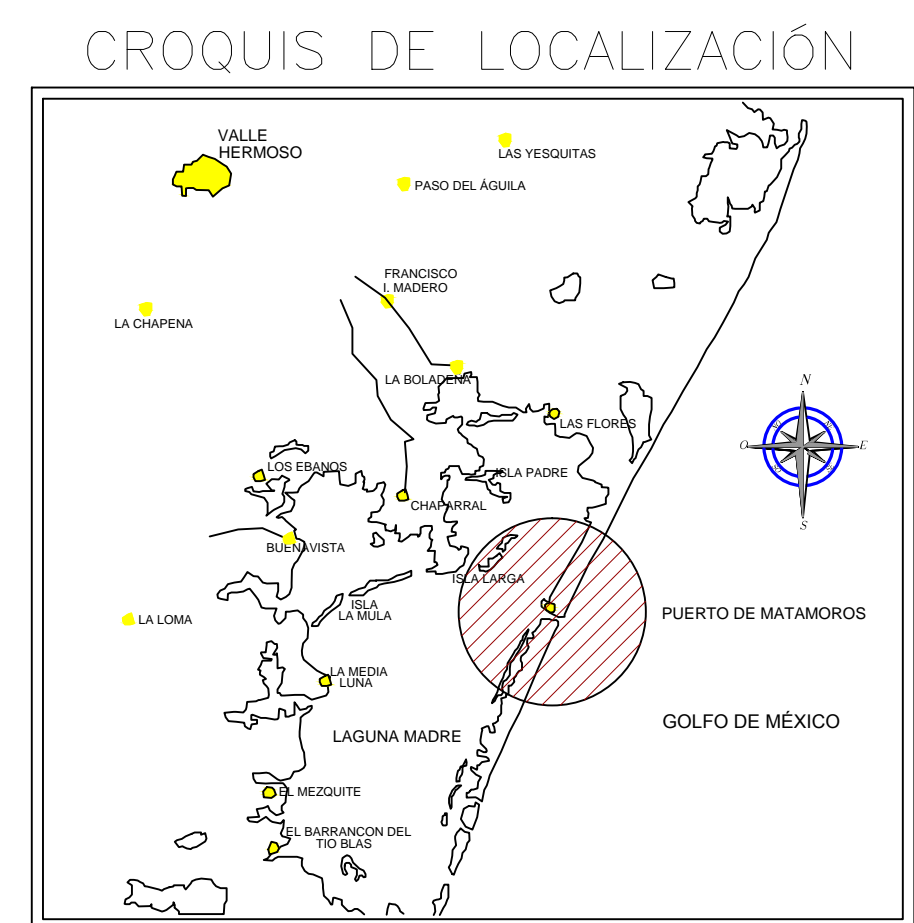 CROQUIS DE LOCALIZACIÓN
VALLE
HERMOSO
LAS YESQUITAS
PASO DEL ÁGUILA
FRANCISCO
I. MADERO
LA CHAPENA
LA BOLADEÑA
N
LAS FLORES
O
E
S
LOS EBANOS
ISLA PADRE
CHAPARRAL
BUENAVISTA
ISLA LARGA
ISLA
LA MULA
LA LOMA
PUERTO DE MATAMOROS
LA MEDIA
LUNA
GOLFO DE MÉXICO
LAGUNA MADRE
EL MEZQUITE
EL BARRANCON DEL
TIO BLAS